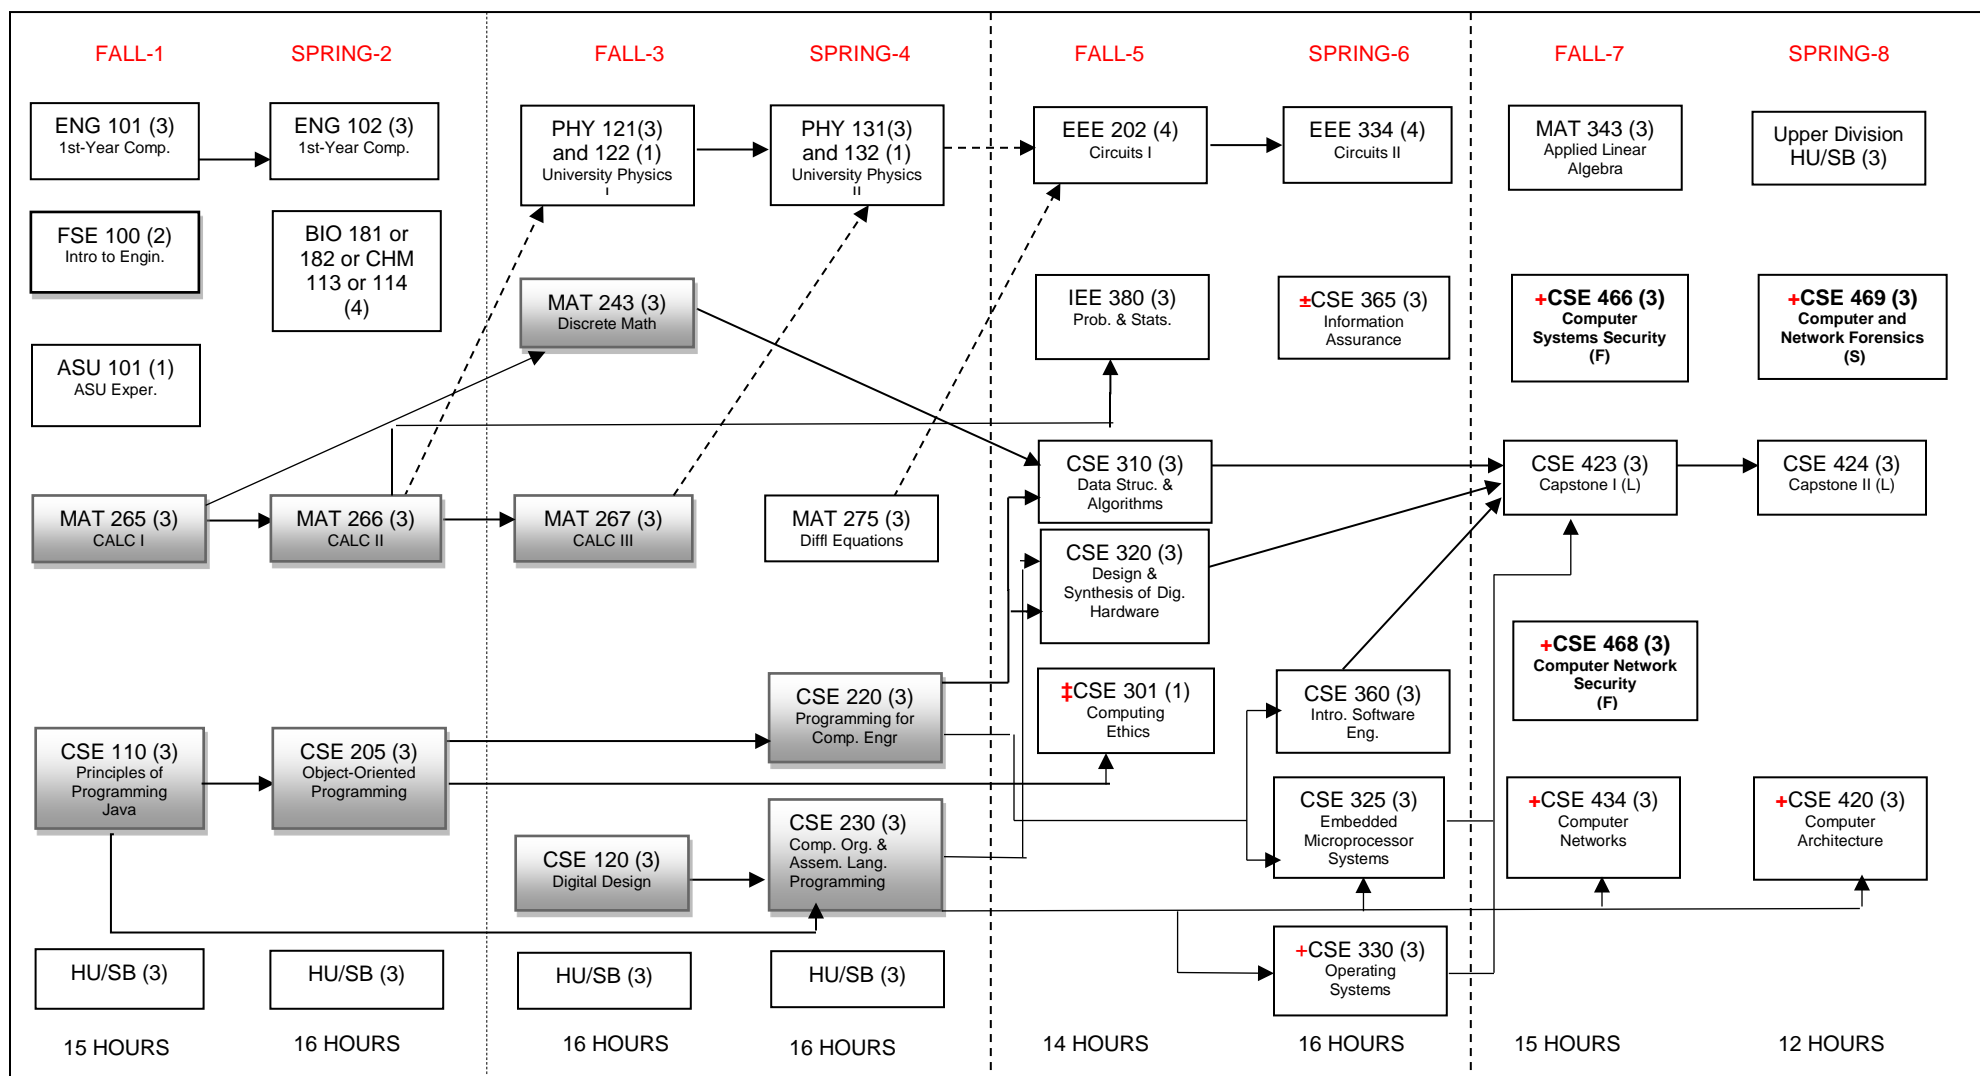 FALL-1
SPRING-2
FALL-3
SPRING-4
FALL-5
SPRING-6
FALL-7
SPRING-8
ENG 101 (3)
1st-Year Comp.
ENG 102 (3)
1st-Year Comp.
PHY 121(3)
and 122 (1)
University Physics
I
PHY 131(3)
and 132 (1)
University Physics
II
EEE 202 (4)
Circuits I
EEE 334 (4)
Circuits II
MAT 343 (3)
Applied Linear
Algebra
Upper Division
HU/SB (3)
FSE 100 (2)
Intro to Engin.
BIO 181 or
182 or CHM
113 or 114
(4)
MAT 243 (3)
Discrete Math
IEE 380 (3)
Prob. & Stats.
±CSE 365 (3)
Information
Assurance
+CSE 466 (3)
Computer
Systems Security
(F)
+CSE 469 (3)
Computer and
Network Forensics
(S)
ASU 101 (1)
ASU Exper.
MAT 265 (3)
CALC I
MAT 266 (3)
CALC II
MAT 267 (3)
CALC III
MAT 275 (3)
Diffl Equations
CSE 310 (3)
Data Struc. &
Algorithms
CSE 423 (3)
Capstone I (L)
CSE 424 (3)
Capstone II (L)
CSE 320 (3)
Design &
Synthesis of Dig.
Hardware
+CSE 468 (3)
Computer Network
Security
(F)
CSE 110 (3)
Principles of
Programming
Java
CSE 205 (3)
Object-Oriented
Programming
CSE 220 (3)
Programming for
Comp. Engr
‡CSE 301 (1)
Computing
Ethics
CSE 360 (3)
Intro. Software
Eng.
CSE 120 (3)
Digital Design
CSE 230 (3)
Comp. Org. &
Assem. Lang.
Programming
CSE 325 (3)
Embedded
Microprocessor
Systems
+CSE 434 (3)
Computer
Networks
+CSE 420 (3)
Computer
Architecture
HU/SB (3)
HU/SB (3)
HU/SB (3)
HU/SB (3)
+CSE 330 (3)
Operating
Systems
15 HOURS
16 HOURS
16 HOURS
16 HOURS
14 HOURS
16 HOURS
15 HOURS
12 HOURS